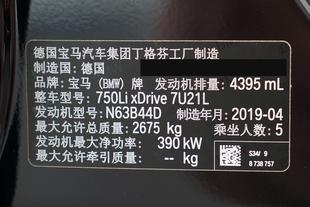 德国宝马汽车集团丁格芬工厂制造
制造国：德国
品牌：宝马 (BMW) 牌 发动机排量：4395 mL
整车型号：750Li xDrive 7U21L
发动机型号：N63B44D 制造年月：2019-04
最大允许总质量：2675 kg 乘坐人数：5
发动机最大净功率：390 kW
最大允许牵引质量：-- kg
S34/ 9
8 738 757